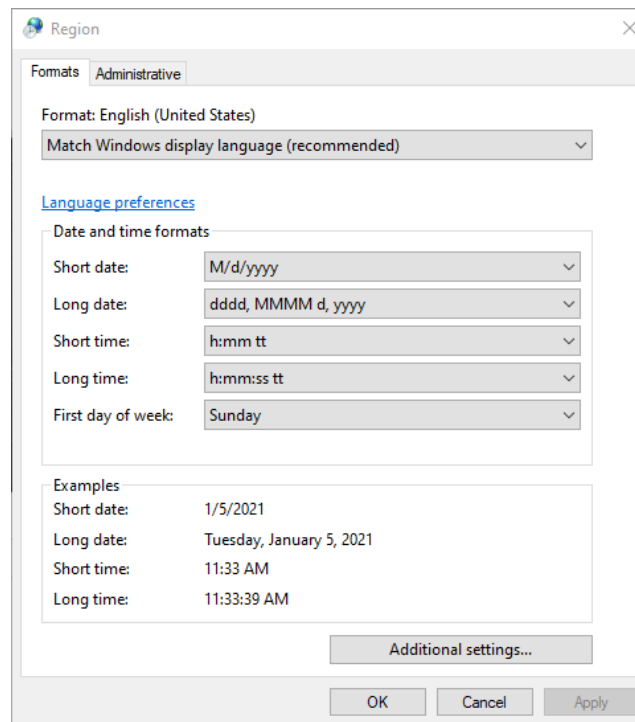 Region
Formats Administrative
Format: English (United States)
Match Windows display language (recommended)
Language preferences
Date and time formats
Short date: M/d/yyyy
Long date: dddd, MMMM d, yyyy
Short time: h:mm tt
Long time: h:mm:ss tt
First day of week: Sunday
Examples
Short date: 1/5/2021
Long date: Tuesday, January 5, 2021
Short time: 11:33 AM
Long time: 11:33:39 AM
Additional settings...
OK Cancel Apply